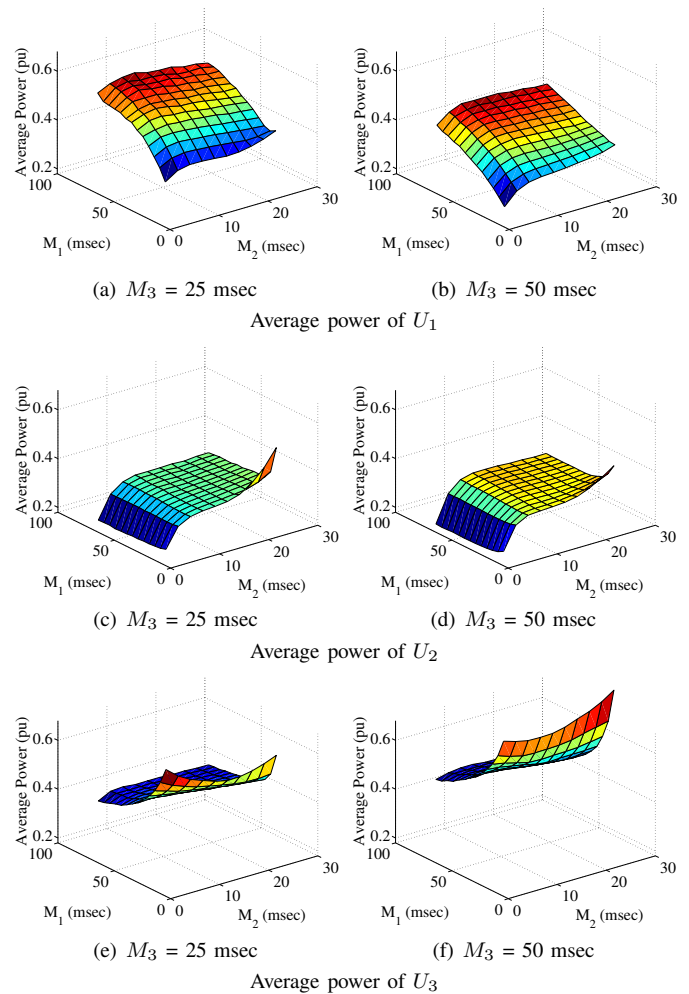 Average Power (pu)
0.6
0.4
0.2
100
50
0
M1 (msec)
0
10
20
30
M2 (msec)
(a) M3 = 25 msec
Average Power (pu)
0.6
0.4
0.2
100
50
0
M1 (msec)
0
10
20
30
M2 (msec)
(b) M3 = 50 msec
Average power of U1
Average Power (pu)
0.6
0.4
0.2
100
50
0
M1 (msec)
0
10
20
30
M2 (msec)
(c) M3 = 25 msec
Average Power (pu)
0.6
0.4
0.2
100
50
0
M1 (msec)
0
10
20
30
M2 (msec)
(d) M3 = 50 msec
Average power of U2
Average Power (pu)
0.6
0.4
0.2
100
50
0
M1 (msec)
0
10
20
30
M2 (msec)
(e) M3 = 25 msec
Average Power (pu)
0.6
0.4
0.2
100
50
0
M1 (msec)
0
10
20
30
M2 (msec)
(f) M3 = 50 msec
Average power of U3